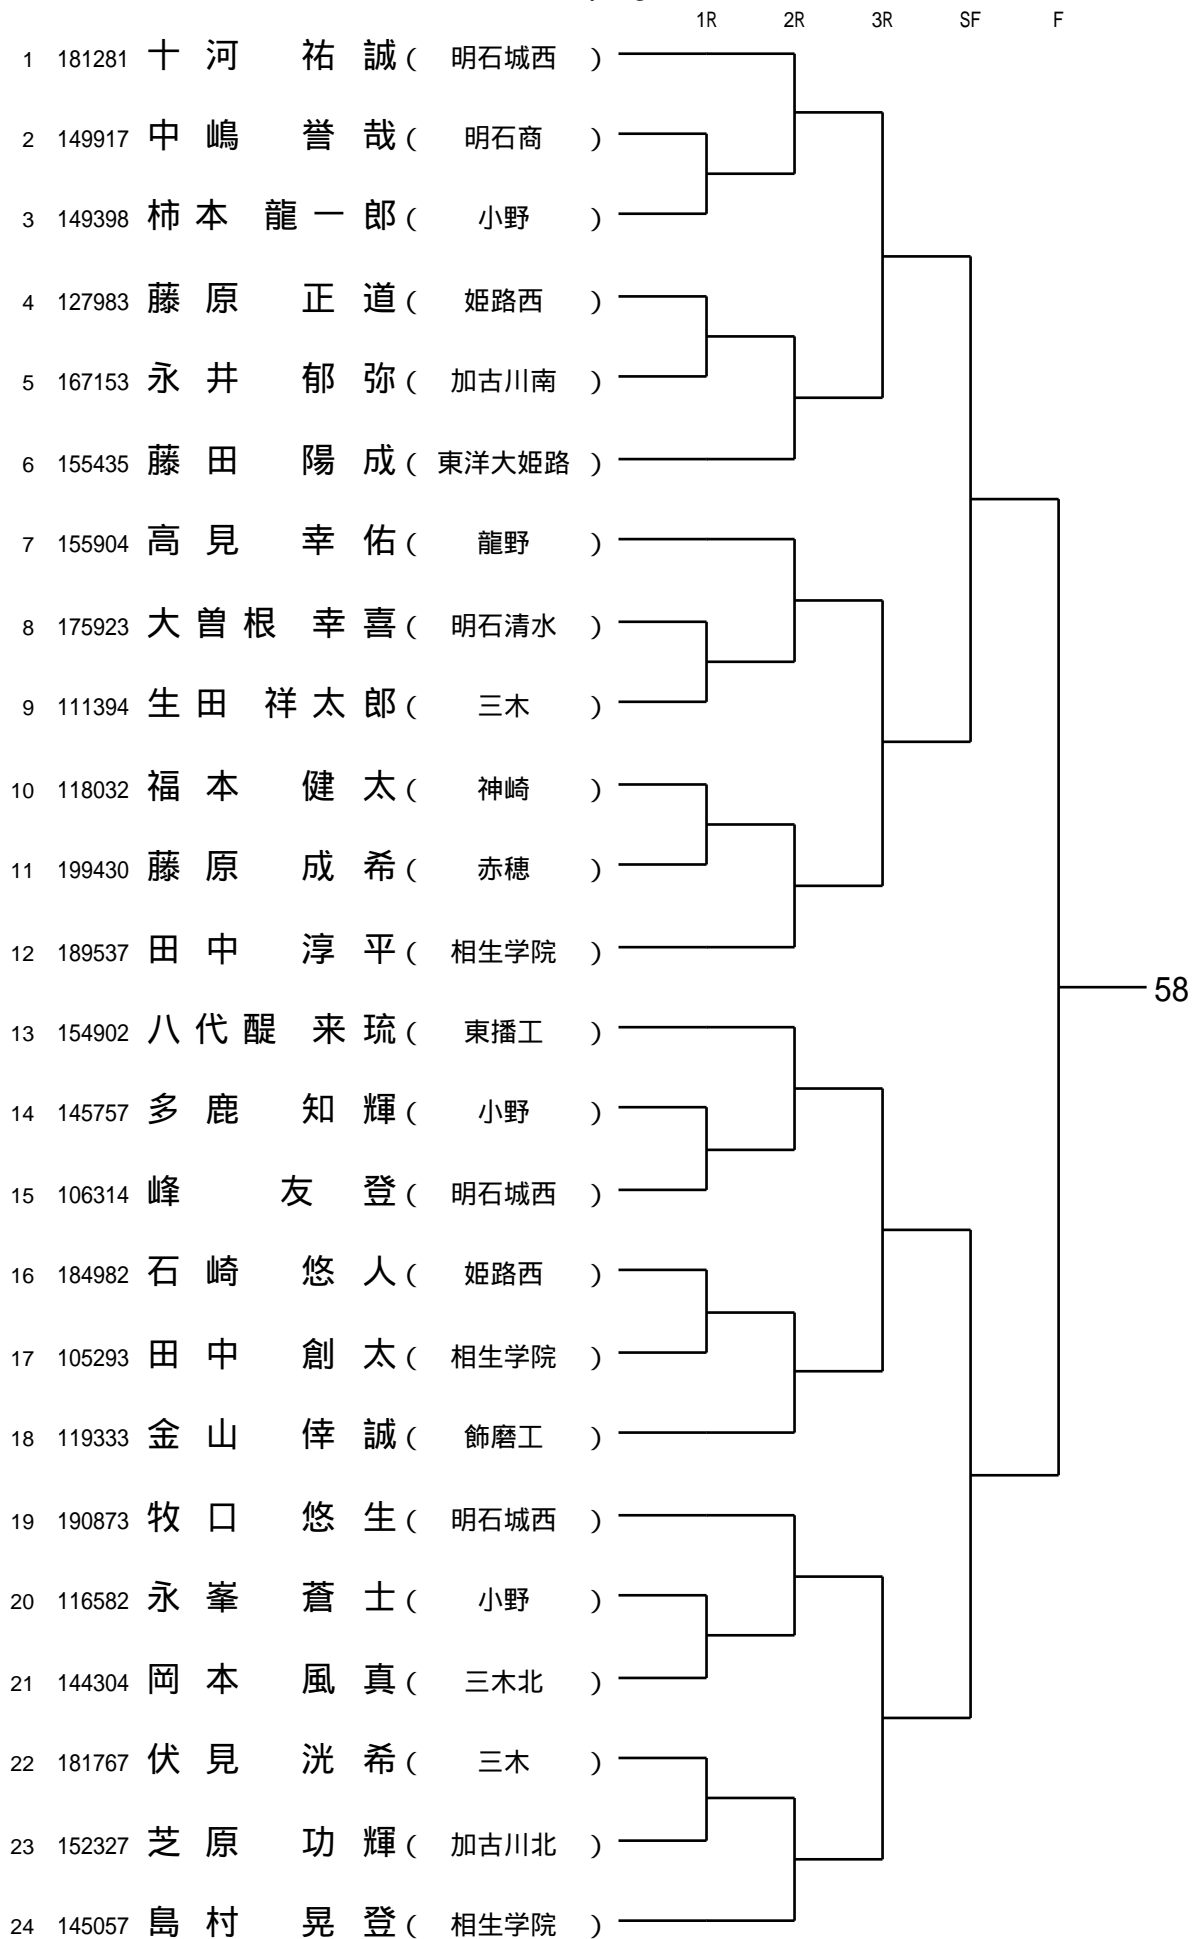 1R 2R 3R SF F
1 181281 十河 祐誠 ( 明石城西 )
2 149917 中嶋 誉哉 ( 明石商 )
3 149398 柿本 龍一郎 ( 小野 )
4 127983 藤原 正道 ( 姫路西 )
5 167153 永井 郁弥 ( 加古川南 )
6 155435 藤田 陽成 ( 東洋大姫路 )
7 155904 高見 幸佑 ( 龍野 )
8 175923 大曽根 幸喜 ( 明石清水 )
9 111394 生田 祥太郎 ( 三木 )
10 118032 福本 健太 ( 神崎 )
11 199430 藤原 成希 ( 赤穂 )
12 189537 田中 淳平 ( 相生学院 )
58
13 154902 八代醍 来琉 ( 東播工 )
14 145757 多鹿 知輝 ( 小野 )
15 106314 峰 友登 ( 明石城西 )
16 184982 石崎 悠人 ( 姫路西 )
17 105293 田中 創太 ( 相生学院 )
18 119333 金山 倖誠 ( 飾磨工 )
19 190873 牧口 悠生 ( 明石城西 )
20 116582 永峯 蒼士 ( 小野 )
21 144304 岡本 風真 ( 三木北 )
22 181767 伏見 洸希 ( 三木 )
23 152327 芝原 功輝 ( 加古川北 )
24 145057 島村 晃登 ( 相生学院 )